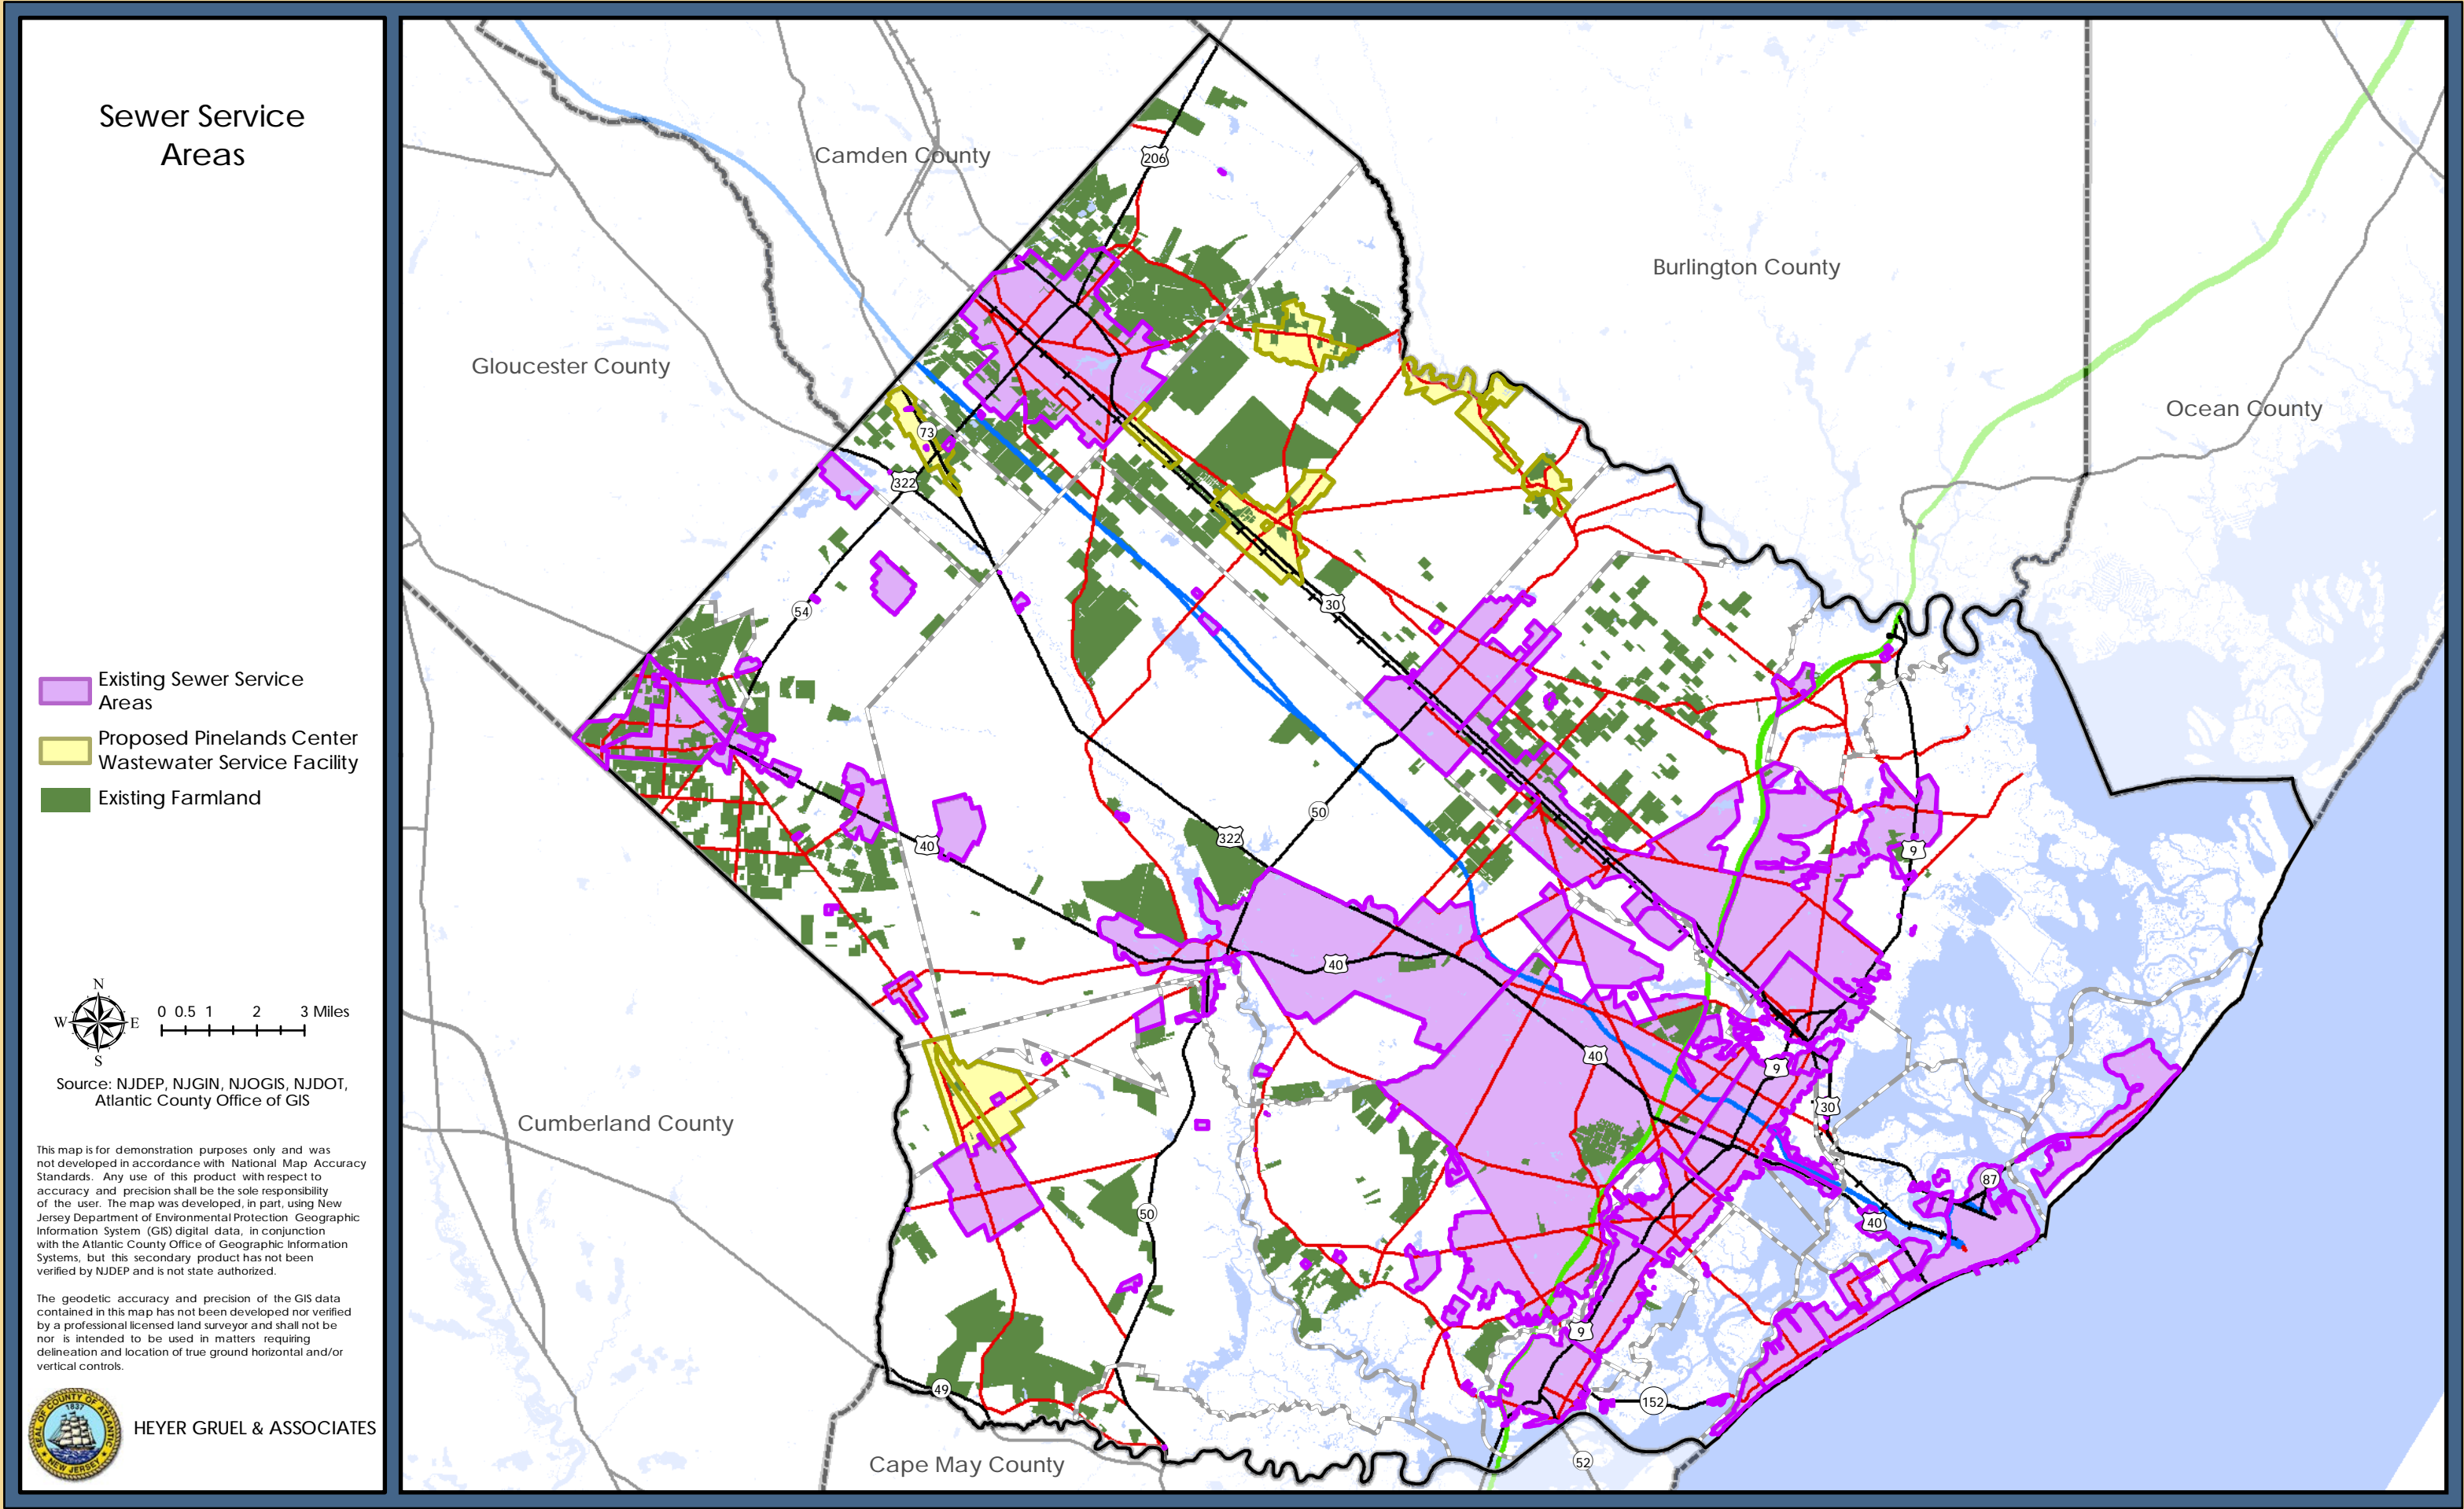 Sewer Service
Areas
Existing Sewer Service
Areas
Proposed Pinelands Center
Wastewater Service Facility
Existing Farmland
N
W
E
S
0 0.5 1 2 3 Miles
Source: NJDEP, NJGIN, NJOGIS, NJDOT,
Atlantic County Office of GIS
This map is for demonstration purposes only and was
not developed in accordance with National Map Accuracy
Standards. Any use of this product with respect to
accuracy and precision shall be the sole responsibility
of the user. The map was developed, in part, using New
Jersey Department of Environmental Protection Geographic
Information System (GIS) digital data, in conjunction
with the Atlantic County Office of Geographic Information
Systems, but this secondary product has not been
verified by NJDEP and is not state authorized.
The geodetic accuracy and precision of the GIS data
contained in this map has not been developed nor verified
by a professional licensed land surveyor and shall not be
nor is intended to be used in matters requiring
delineation and location of true ground horizontal and/or
vertical controls.
SEAL OF COUNTY OF ATLANTIC
1837
NEW JERSEY
HEYER GRUEL & ASSOCIATES
Camden County
206
Burlington County
Gloucester County
Ocean County
73
322
30
54
50
322
40
9
40
40
9
30
Cumberland County
87
50
40
9
49
152
52
Cape May County